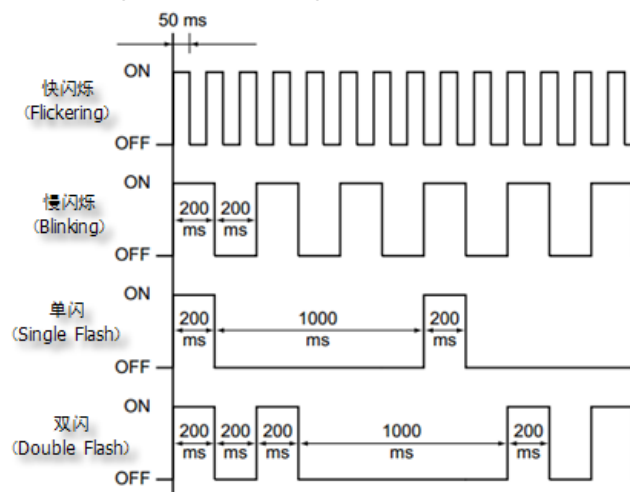 50 ms
ON
快闪烁
(Flickering)
OFF
ON
慢闪烁
(Blinking)
200 ms
200 ms
OFF
ON
单闪
(Single Flash)
200 ms
1000 ms
200 ms
OFF
ON
双闪
(Double Flash)
200 ms
200 ms
200 ms
1000 ms
200 ms
OFF